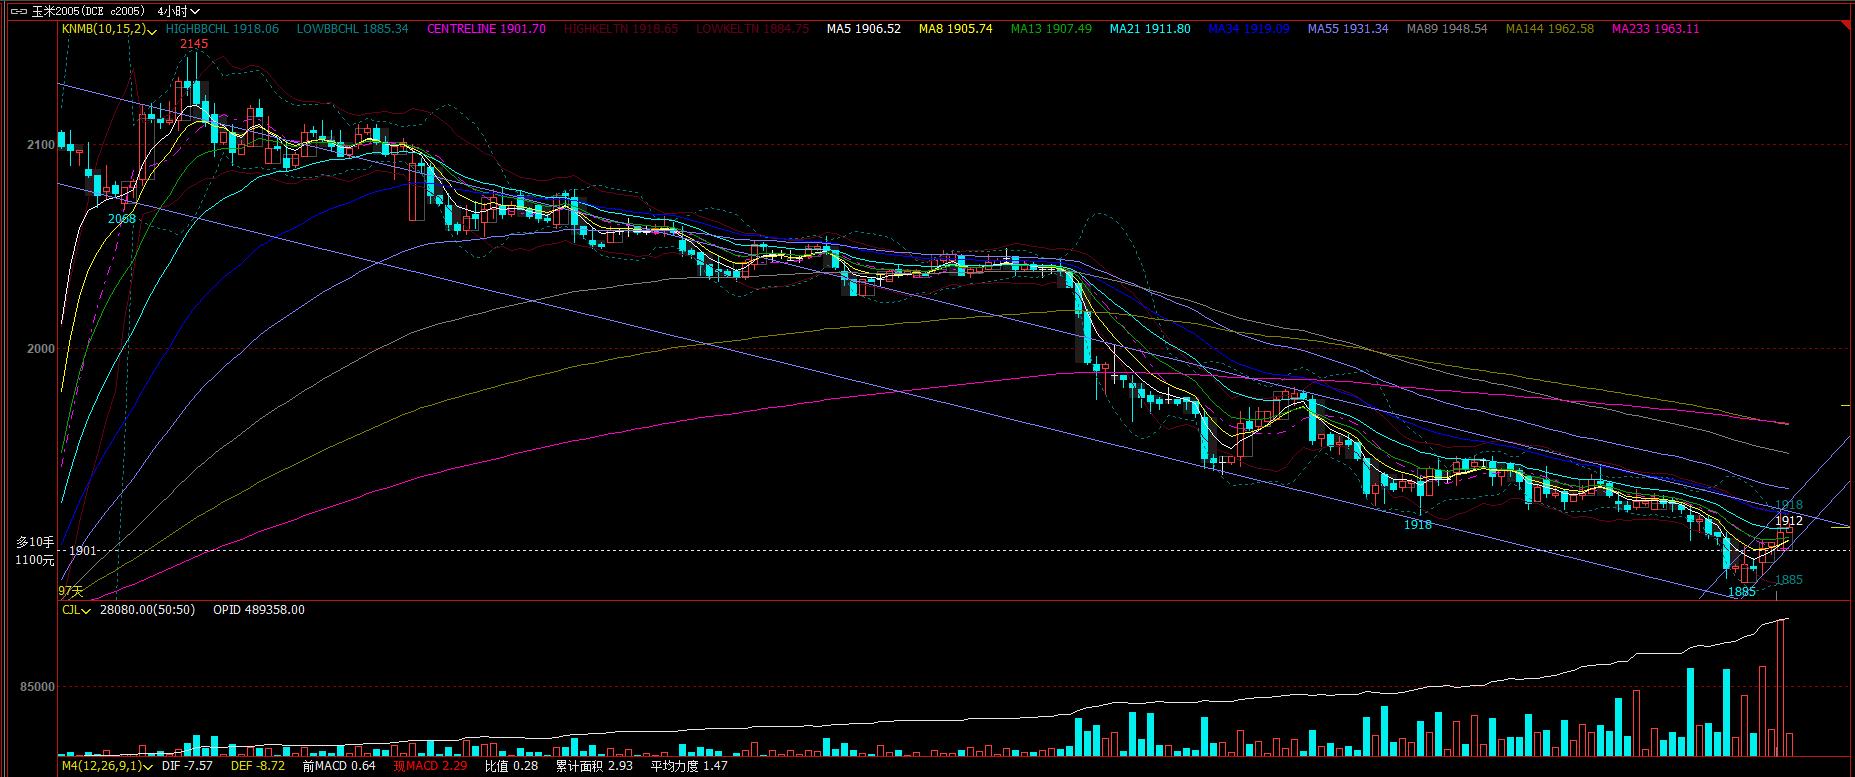 玉米2005(DCE c2005) 4小时
KNMB(10,15,2) HIGHBBCHL 1918.06 LOWBBCHL 1885.34 CENTRELINE 1901.70 HIGHKELTN 1918.65 LOWKELTN 1884.75 MA5 1906.52 MA8 1905.74 MA13 1907.49 MA21 1911.80 MA34 1919.09 MA55 1931.34 MA89 1948.54 MA144 1962.58 MA233 1963.11
2145
2100
2068
2000
1918
1918
1912
多10手
1100元
1901
1885
1885
97天
CJL 28080.00(50:50) OPID 489358.00
85000
M4(12,26,9,1) DIF -7.57 DEF -8.72 前MACD 0.64 现MACD 2.29 比值 0.28 累计面积 2.93 平均力度 1.47